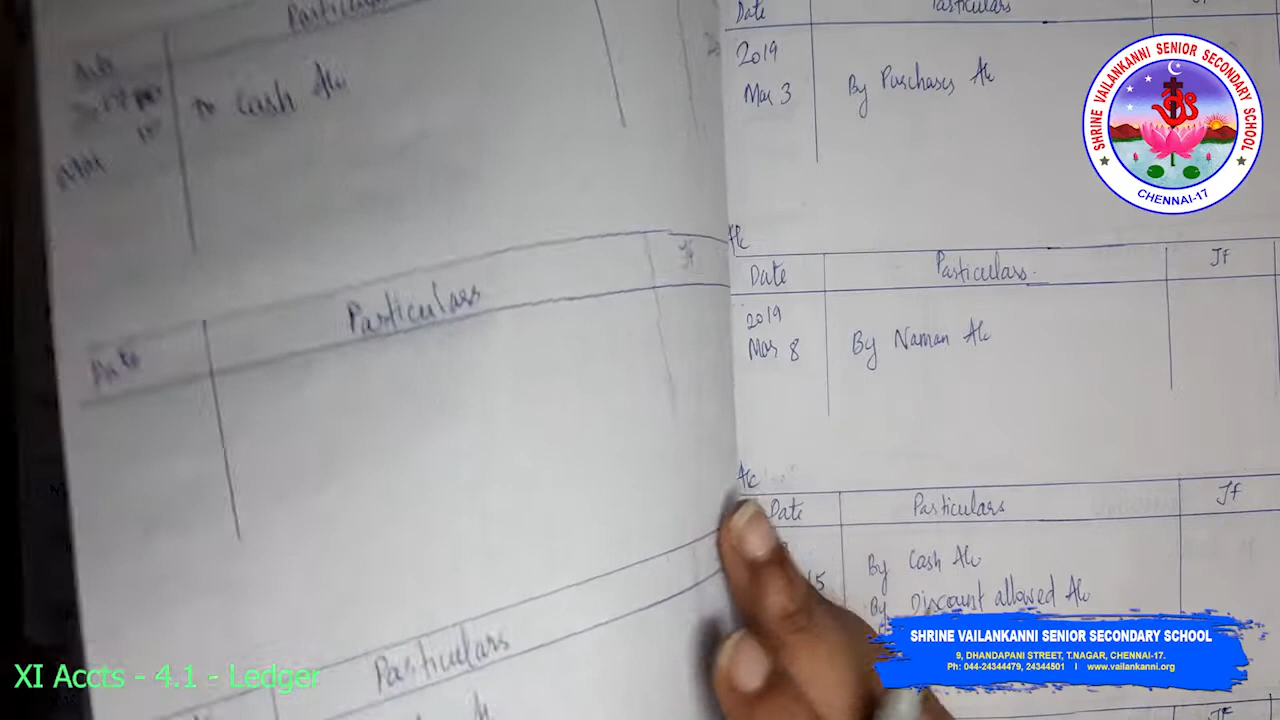 Particulars
To Cash A/c
Date Particulars Jf
Particulars
Date Particulars
2019
Mar 3 By Purchases A/c
A/c
Date Particulars. Jf
2019
Mar 8 By Naman A/c
A/c
Date Particulars Jf
By Cash A/c
15 By Discount allowed A/c
SHRINE VAILANKANNI SENIOR SECONDARY SCHOOL
CHENNAI-17
SHRINE VAILANKANNI SENIOR SECONDARY SCHOOL
9, DHANDAPANI STREET, T.NAGAR, CHENNAI-17.
Ph: 044-24344479, 24344501 I www.vailankanni.org
XI Accts - 4.1 - Ledger